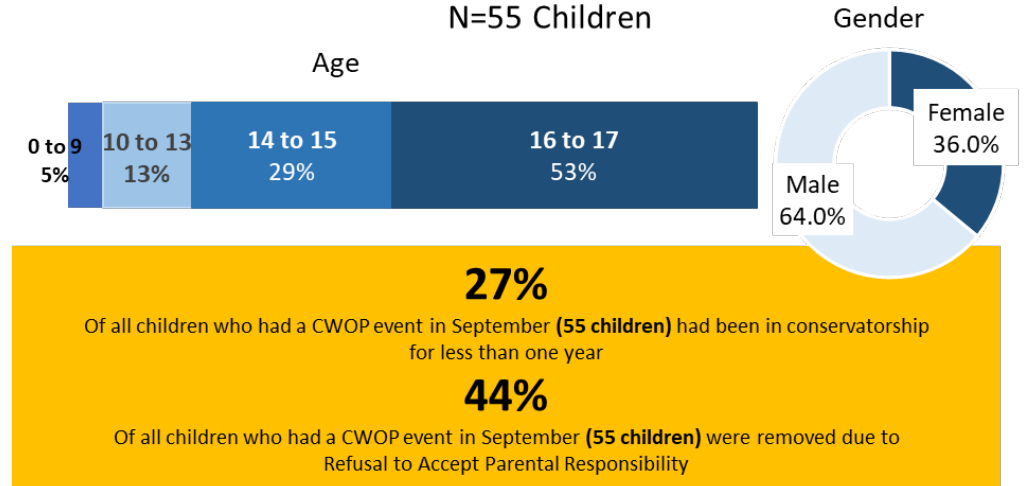 N=55 Children
Gender
Age
0 to 9
5%
10 to 13
13%
14 to 15
29%
16 to 17
53%
Female
36.0%
Male
64.0%
27%
Of all children who had a CWOP event in September (55 children) had been in conservatorship
for less than one year
44%
Of all children who had a CWOP event in September (55 children) were removed due to
Refusal to Accept Parental Responsibility